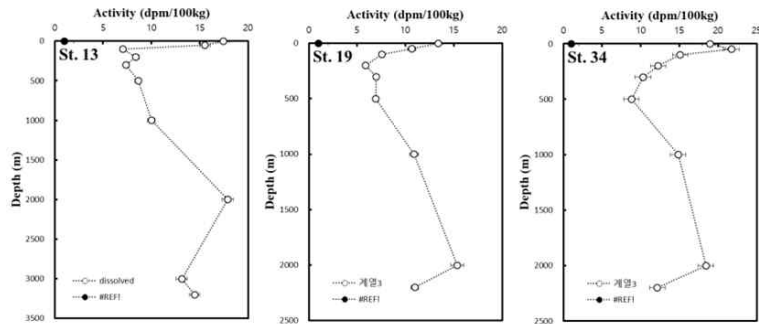 Activity (dpm/100kg)
0 5 10 15 20
St. 13
Depth (m)
0
500
1000
1500
2000
2500
3000
3500
dissolved
#REF!
Activity (dpm/100kg)
0 5 10 15 20
St. 19
Depth (m)
0
500
1000
1500
2000
2500
계열3
#REF!
Activity (dpm/100kg)
0 5 10 15 20 25
St. 34
Depth (m)
0
500
1000
1500
2000
2500
계열3
#REF!